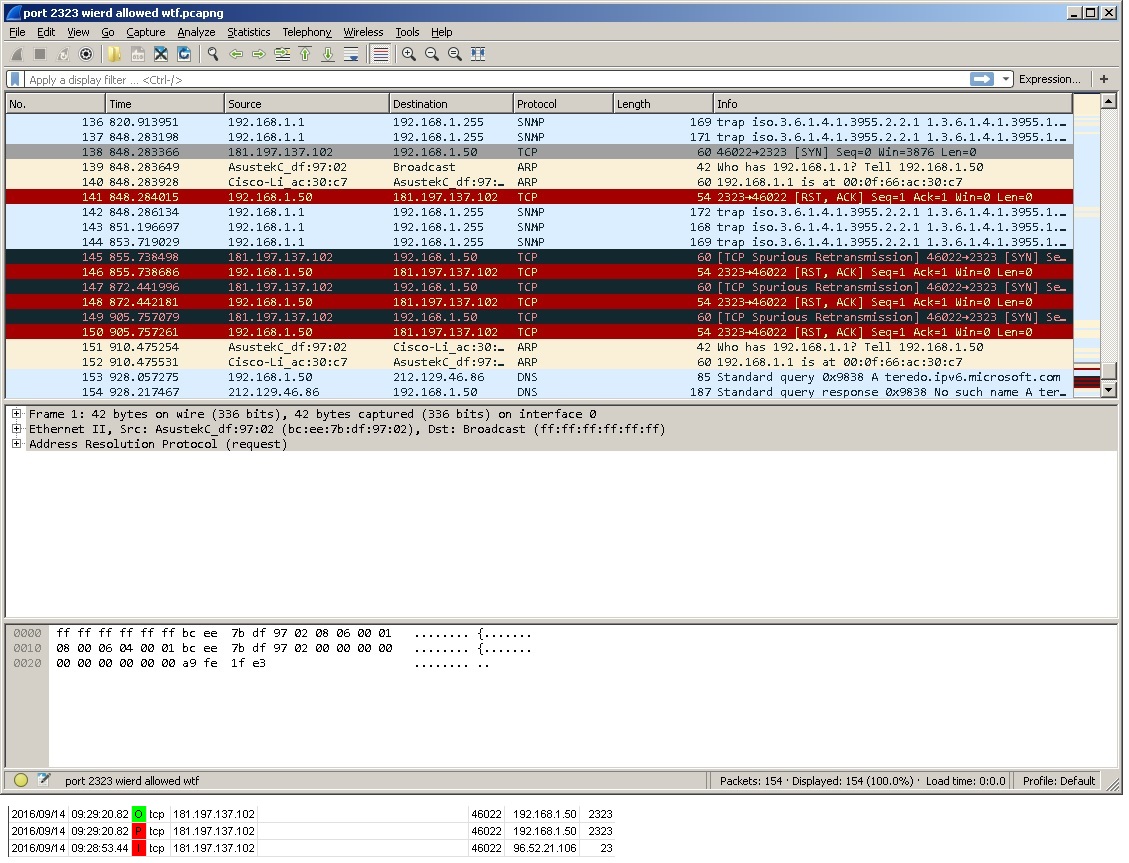 port 2323 wierd allowed wtf.pcapng
File Edit View Go Capture Analyze Statistics Telephony Wireless Tools Help
Apply a display filter ... <Ctrl-/> Expression... +
No. Time Source Destination Protocol Length Info
136 820.913951 192.168.1.1 192.168.1.255 SNMP 169 trap iso.3.6.1.4.1.3955.2.2.1 1.3.6.1.4.1.3955.1.…
137 848.283198 192.168.1.1 192.168.1.255 SNMP 171 trap iso.3.6.1.4.1.3955.2.2.1 1.3.6.1.4.1.3955.1.…
138 848.283366 181.197.137.102 192.168.1.50 TCP 60 46022→2323 [SYN] Seq=0 Win=3876 Len=0
139 848.283649 AsustekC_df:97:02 Broadcast ARP 42 Who has 192.168.1.1? Tell 192.168.1.50
140 848.283928 Cisco-Li_ac:30:c7 AsustekC_df:97:… ARP 60 192.168.1.1 is at 00:0f:66:ac:30:c7
141 848.284015 192.168.1.50 181.197.137.102 TCP 54 2323→46022 [RST, ACK] Seq=1 Ack=1 Win=0 Len=0
142 848.286134 192.168.1.1 192.168.1.255 SNMP 172 trap iso.3.6.1.4.1.3955.2.2.1 1.3.6.1.4.1.3955.1.…
143 851.196697 192.168.1.1 192.168.1.255 SNMP 168 trap iso.3.6.1.4.1.3955.2.2.1 1.3.6.1.4.1.3955.1.…
144 853.719029 192.168.1.1 192.168.1.255 SNMP 169 trap iso.3.6.1.4.1.3955.2.2.1 1.3.6.1.4.1.3955.1.…
145 855.738498 181.197.137.102 192.168.1.50 TCP 60 [TCP Spurious Retransmission] 46022→2323 [SYN] Se…
146 855.738686 192.168.1.50 181.197.137.102 TCP 54 2323→46022 [RST, ACK] Seq=1 Ack=1 Win=0 Len=0
147 872.441996 181.197.137.102 192.168.1.50 TCP 60 [TCP Spurious Retransmission] 46022→2323 [SYN] Se…
148 872.442181 192.168.1.50 181.197.137.102 TCP 54 2323→46022 [RST, ACK] Seq=1 Ack=1 Win=0 Len=0
149 905.757079 181.197.137.102 192.168.1.50 TCP 60 [TCP Spurious Retransmission] 46022→2323 [SYN] Se…
150 905.757261 192.168.1.50 181.197.137.102 TCP 54 2323→46022 [RST, ACK] Seq=1 Ack=1 Win=0 Len=0
151 910.475254 AsustekC_df:97:02 Cisco-Li_ac:30:… ARP 42 Who has 192.168.1.1? Tell 192.168.1.50
152 910.475531 Cisco-Li_ac:30:c7 AsustekC_df:97:… ARP 60 192.168.1.1 is at 00:0f:66:ac:30:c7
153 928.057275 192.168.1.50 212.129.46.86 DNS 85 Standard query 0x9838 A teredo.ipv6.microsoft.com
154 928.217467 212.129.46.86 192.168.1.50 DNS 187 Standard query response 0x9838 No such name A ter…
Frame 1: 42 bytes on wire (336 bits), 42 bytes captured (336 bits) on interface 0
Ethernet II, Src: AsustekC_df:97:02 (bc:ee:7b:df:97:02), Dst: Broadcast (ff:ff:ff:ff:ff:ff)
Address Resolution Protocol (request)
0000 ff ff ff ff ff ff bc ee 7b df 97 02 08 06 00 01 ........ {.......
0010 08 00 06 04 00 01 bc ee 7b df 97 02 00 00 00 00 ........ {.......
0020 00 00 00 00 00 00 a9 fe 1f e3 ........ ..
port 2323 wierd allowed wtf Packets: 154 · Displayed: 154 (100.0%) · Load time: 0:0.0 Profile: Default
2016/09/14 09:29:20.82 O tcp 181.197.137.102 46022 192.168.1.50 2323
2016/09/14 09:29:20.82 P tcp 181.197.137.102 46022 192.168.1.50 2323
2016/09/14 09:28:53.44 I tcp 181.197.137.102 46022 96.52.21.106 23